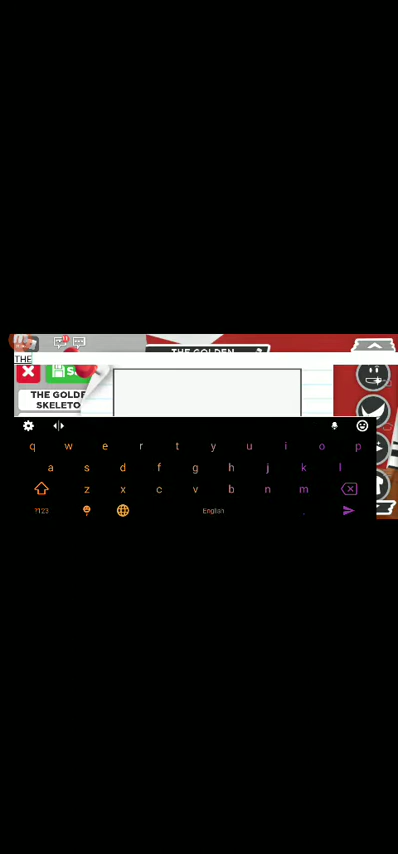 THE GOLDEN
THE
THE GOLDE
SKELETO
q w e r t y u i o p
a s d f g h j k l
z x c v b n m
?123 English .